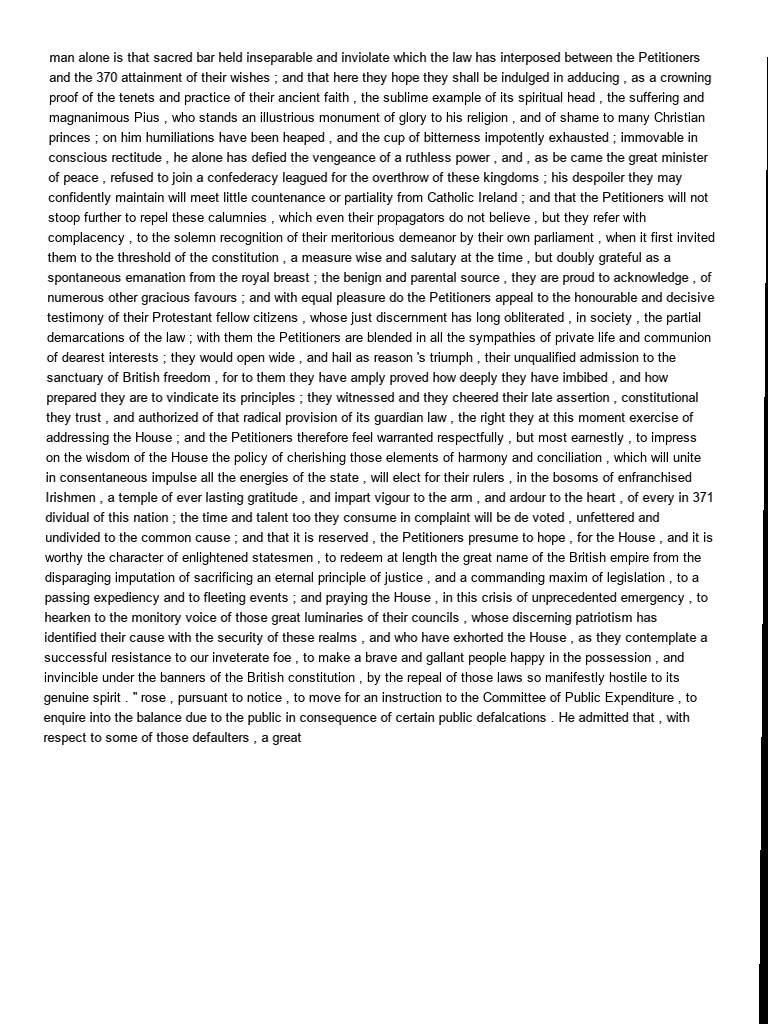 man alone is that sacred bar held inseparable and inviolate which the law has interposed between the Petitioners
and the 370 attainment of their wishes ; and that here they hope they shall be indulged in adducing , as a crowning
proof of the tenets and practice of their ancient faith , the sublime example of its spiritual head , the suffering and
magnanimous Pius , who stands an illustrious monument of glory to his religion , and of shame to many Christian
princes ; on him humiliations have been heaped , and the cup of bitterness impotently exhausted ; immovable in
conscious rectitude , he alone has defied the vengeance of a ruthless power , and , as be came the great minister
of peace , refused to join a confederacy leagued for the overthrow of these kingdoms ; his despoiler they may
confidently maintain will meet little countenance or partiality from Catholic Ireland ; and that the Petitioners will not
stoop further to repel these calumnies , which even their propagators do not believe , but they refer with
complacency , to the solemn recognition of their meritorious demeanor by their own parliament , when it first invited
them to the threshold of the constitution , a measure wise and salutary at the time , but doubly grateful as a
spontaneous emanation from the royal breast ; the benign and parental source , they are proud to acknowledge , of
numerous other gracious favours ; and with equal pleasure do the Petitioners appeal to the honourable and decisive
testimony of their Protestant fellow citizens , whose just discernment has long obliterated , in society , the partial
demarcations of the law ; with them the Petitioners are blended in all the sympathies of private life and communion
of dearest interests ; they would open wide , and hail as reason 's triumph , their unqualified admission to the
sanctuary of British freedom , for to them they have amply proved how deeply they have imbibed , and how
prepared they are to vindicate its principles ; they witnessed and they cheered their late assertion , constitutional
they trust , and authorized of that radical provision of its guardian law , the right they at this moment exercise of
addressing the House ; and the Petitioners therefore feel warranted respectfully , but most earnestly , to impress
on the wisdom of the House the policy of cherishing those elements of harmony and conciliation , which will unite
in consentaneous impulse all the energies of the state , will elect for their rulers , in the bosoms of enfranchised
Irishmen , a temple of ever lasting gratitude , and impart vigour to the arm , and ardour to the heart , of every in 371
dividual of this nation ; the time and talent too they consume in complaint will be de voted , unfettered and
undivided to the common cause ; and that it is reserved , the Petitioners presume to hope , for the House , and it is
worthy the character of enlightened statesmen , to redeem at length the great name of the British empire from the
disparaging imputation of sacrificing an eternal principle of justice , and a commanding maxim of legislation , to a
passing expediency and to fleeting events ; and praying the House , in this crisis of unprecedented emergency , to
hearken to the monitory voice of those great luminaries of their councils , whose discerning patriotism has
identified their cause with the security of these realms , and who have exhorted the House , as they contemplate a
successful resistance to our inveterate foe , to make a brave and gallant people happy in the possession , and
invincible under the banners of the British constitution , by the repeal of those laws so manifestly hostile to its
genuine spirit . " rose , pursuant to notice , to move for an instruction to the Committee of Public Expenditure , to
enquire into the balance due to the public in consequence of certain public defalcations . He admitted that , with
respect to some of those defaulters , a great